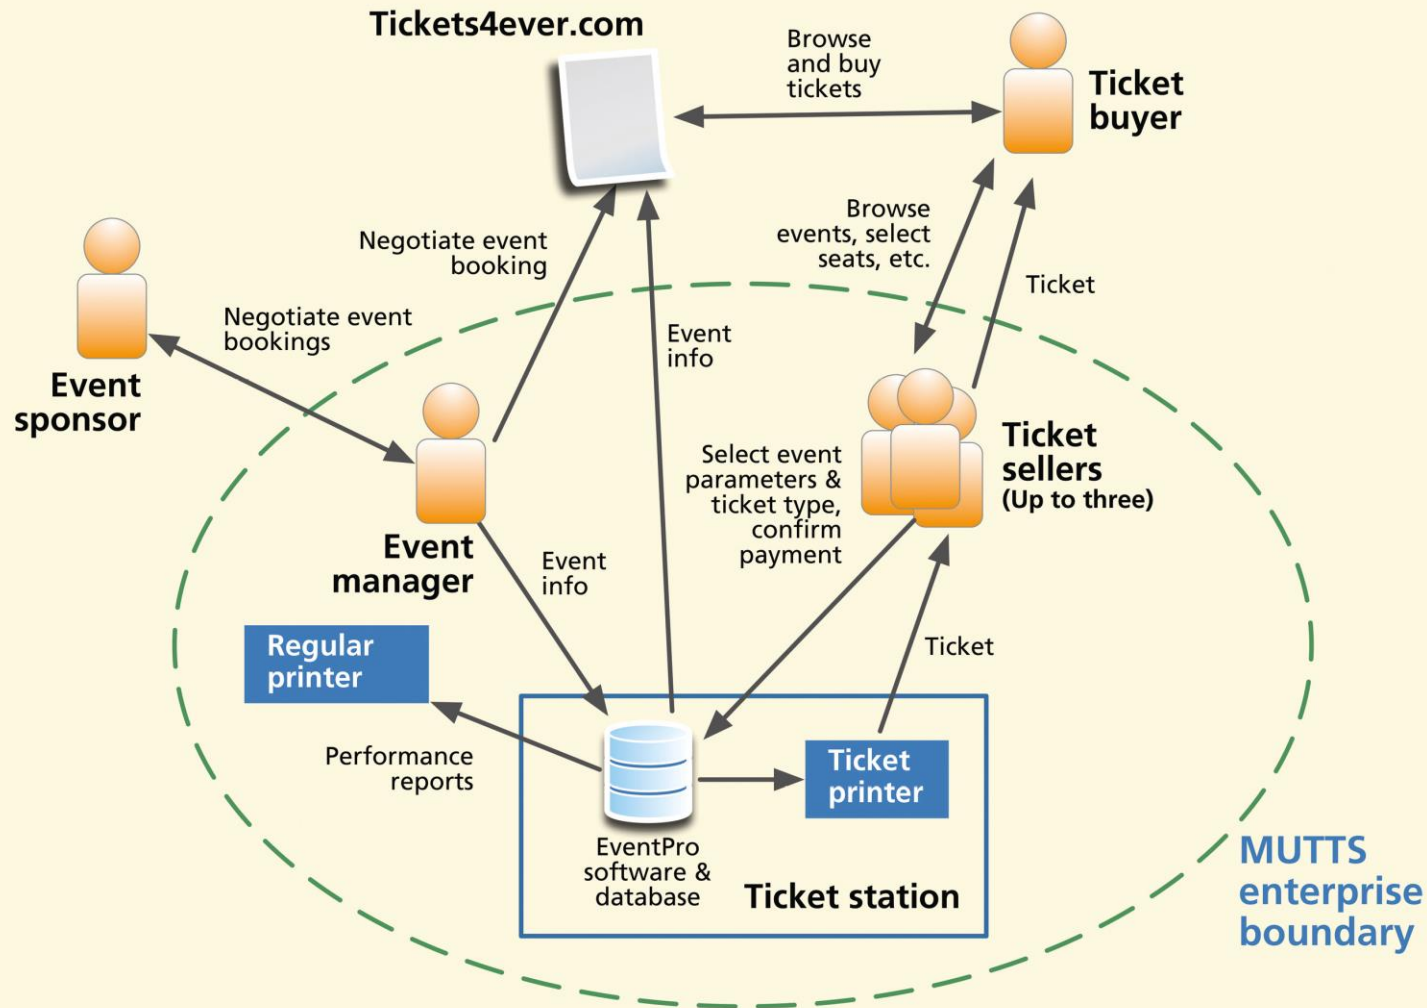 Tickets4ever.com
Browse
and buy
tickets
Ticket
buyer
Negotiate event
booking
Browse
events, select
seats, etc.
Ticket
Negotiate event
bookings
Event
info
Event
sponsor
Ticket
sellers
(Up to three)
Select event
parameters &
ticket type,
confirm
payment
Event
manager
Event
info
Regular
printer
Ticket
Performance
reports
Ticket
printer
EventPro
software &
database
Ticket station
MUTTS
enterprise
boundary